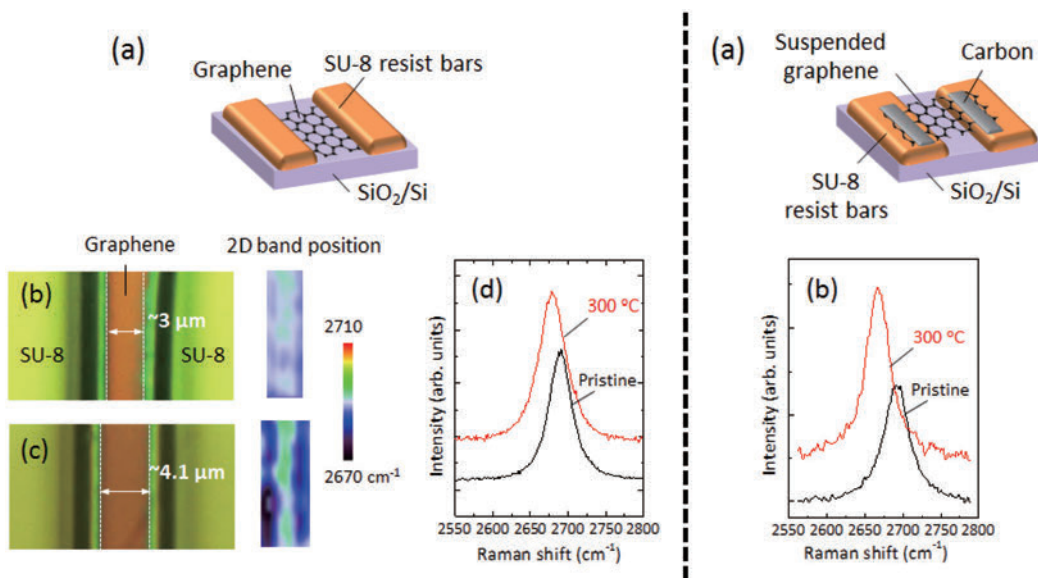 (a)
Graphene
SU-8 resist bars
SiO₂/Si
Graphene
2D band position
(b)
~3 µm
SU-8
SU-8
2710
(c)
~4.1 µm
2670 cm⁻¹
(d)
300 ºC
Pristine
Intensity (arb. units)
2550 2600 2650 2700 2750 2800
Raman shift (cm⁻¹)
(a)
Suspended
graphene
Carbon
SU-8
resist bars
SiO₂/Si
(b)
300 ºC
Pristine
Intensity (arb. units)
2550 2600 2650 2700 2750 2800
Raman shift (cm⁻¹)